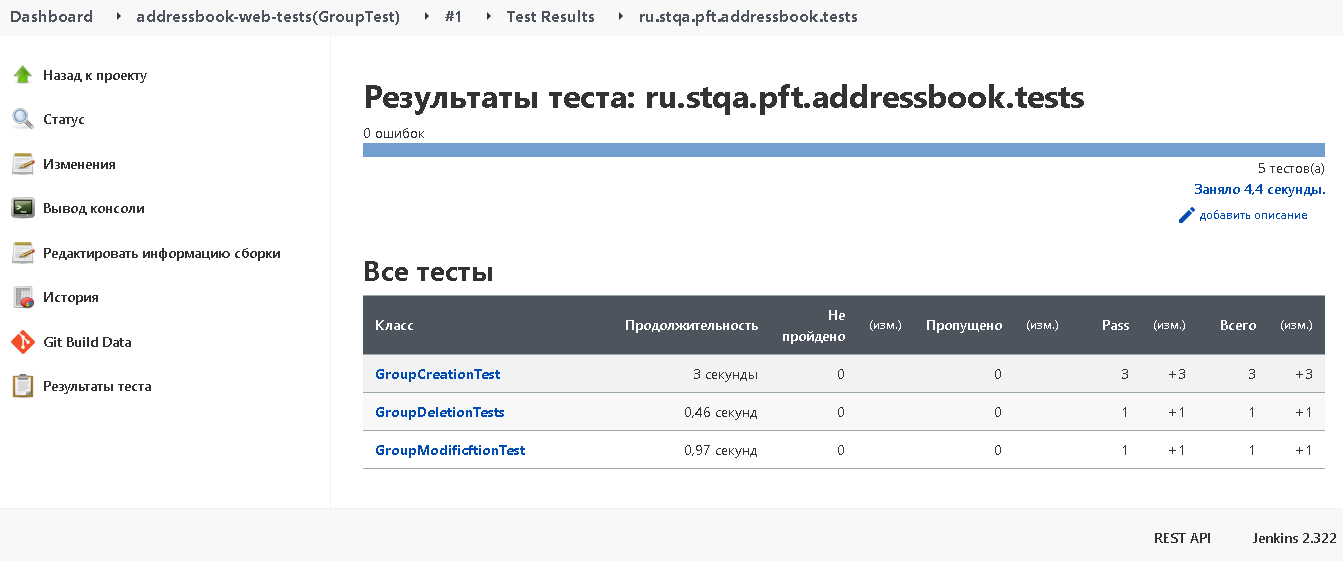 Dashboard addressbook-web-tests(GroupTest) #1 Test Results ru.stqa.pft.addressbook.tests
Назад к проекту
Статус
Изменения
Вывод консоли
Редактировать информацию сборки
История
Git Build Data
Результаты теста
Результаты теста: ru.stqa.pft.addressbook.tests
0 ошибок
5 тестов(а)
Заняло 4,4 секунды.
добавить описание
Все тесты
Класс Продолжительность Не пройдено (изм.) Пропущено (изм.) Pass (изм.) Всего (изм.)
GroupCreationTest 3 секунды 0 0 3 +3 3 +3
GroupDeletionTests 0,46 секунд 0 0 1 +1 1 +1
GroupModificftionTest 0,97 секунд 0 0 1 +1 1 +1
REST API Jenkins 2.322